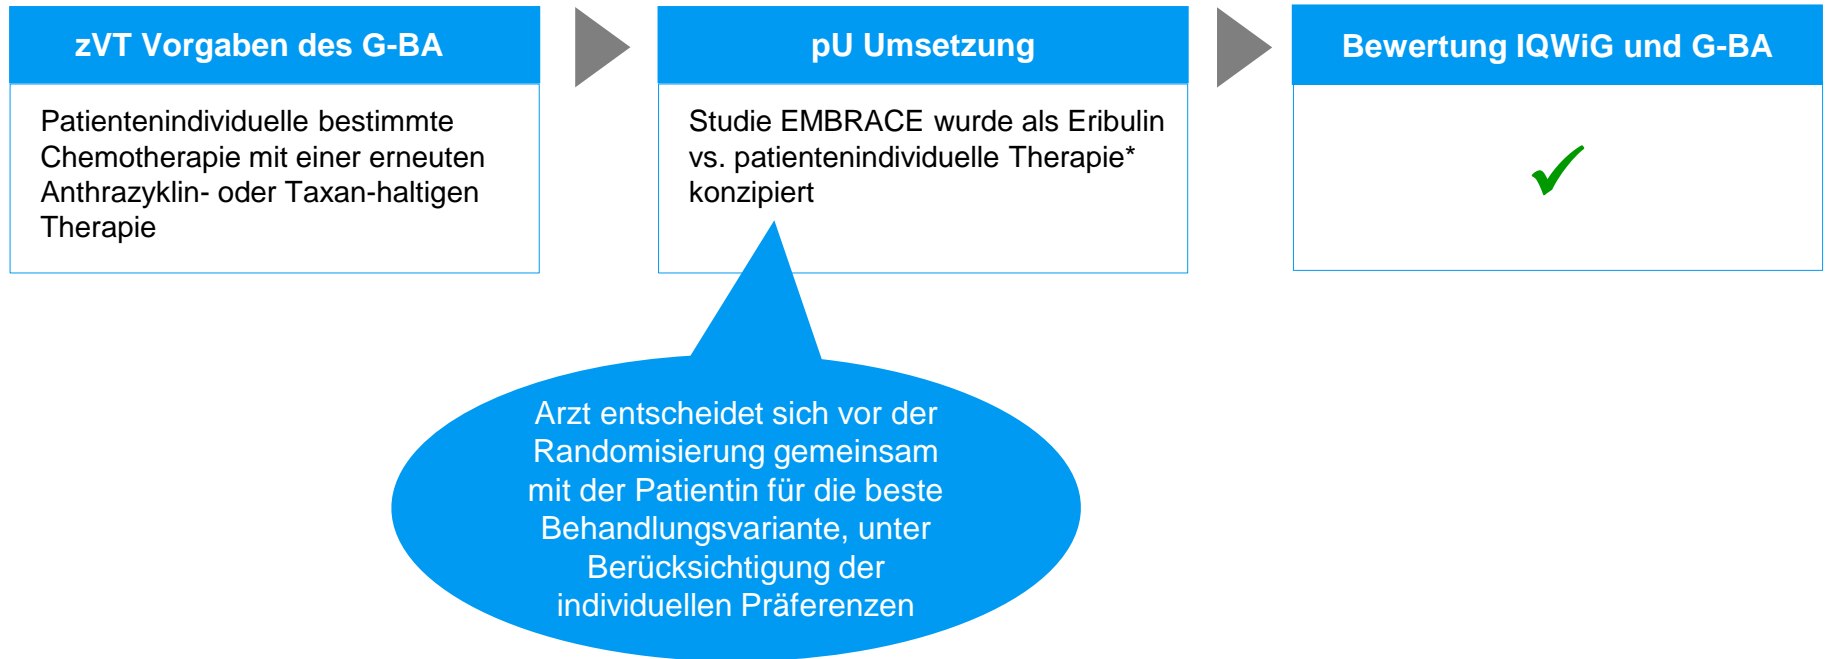 zVT Vorgaben des G-BA
Patientenindividuelle bestimmte
Chemotherapie mit einer erneuten
Anthrazyklin- oder Taxan-haltigen
Therapie
pU Umsetzung
Studie EMBRACE wurde als Eribulin
vs. patientenindividuelle Therapie*
konzipiert
Bewertung IQWiG und G-BA
Arzt entscheidet sich vor der
Randomisierung gemeinsam
mit der Patientin für die beste
Behandlungsvariante, unter
Berücksichtigung der
individuellen Präferenzen